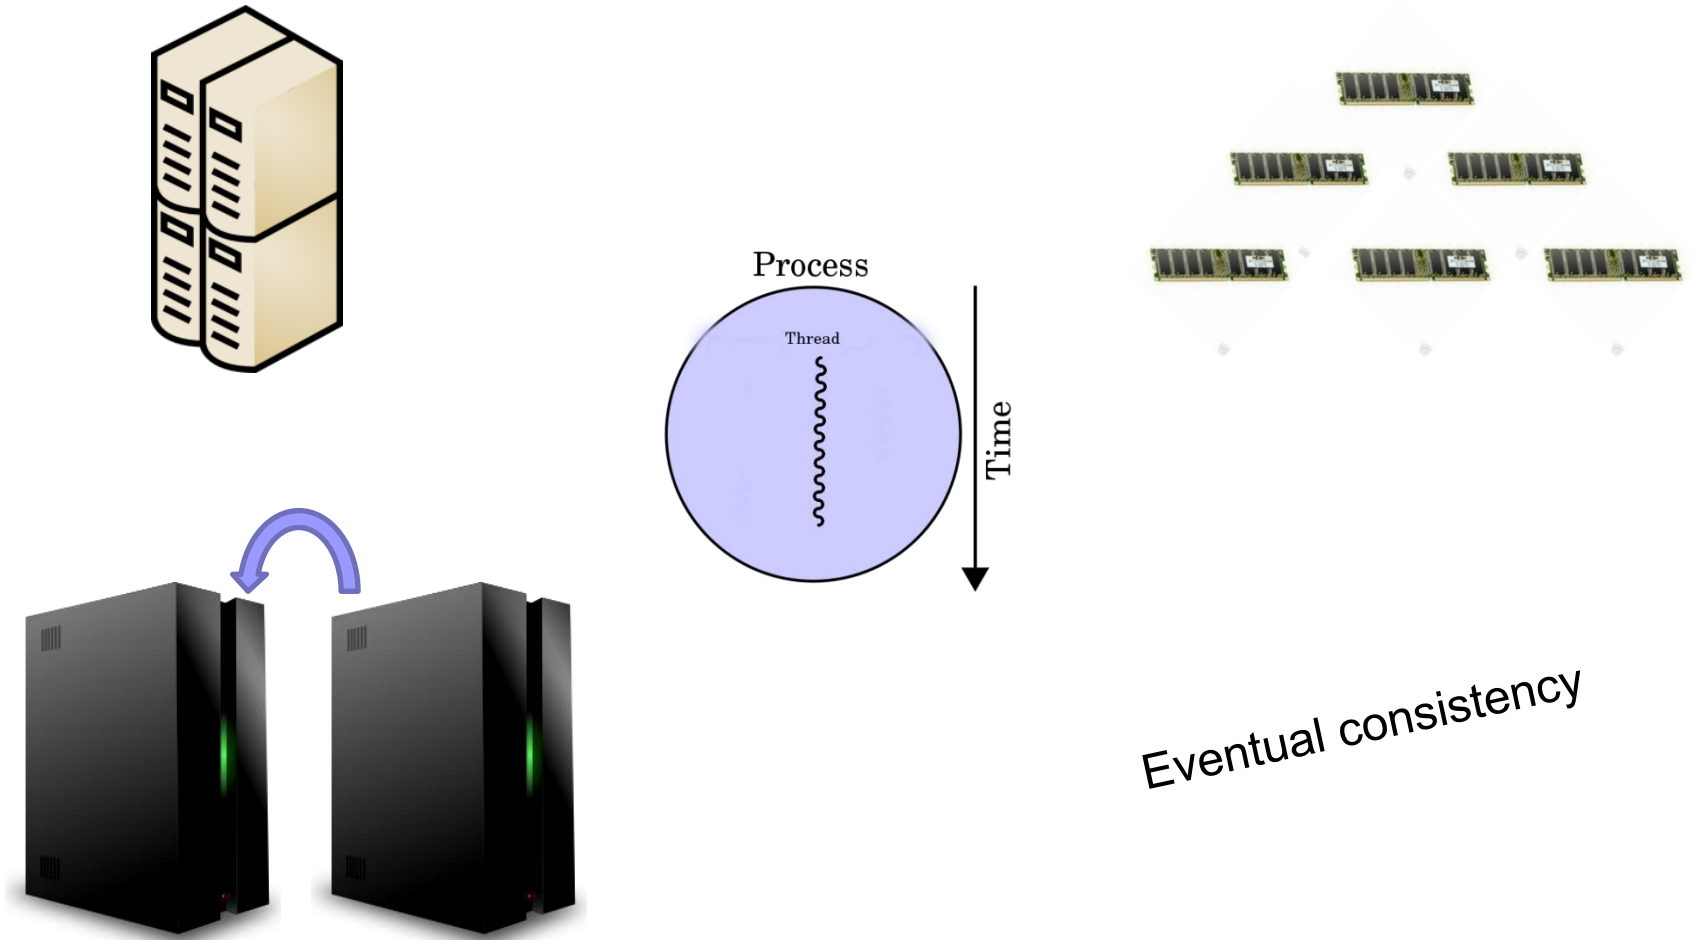 Process
Thread
Time
Eventual consistency